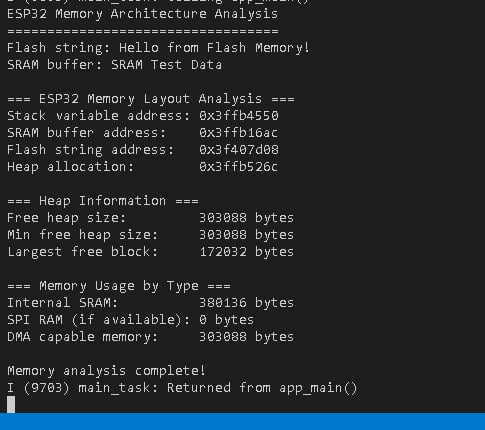 I (9703) main_task: Calling app_main()
ESP32 Memory Architecture Analysis
==================================
Flash string: Hello from Flash Memory!
SRAM buffer: SRAM Test Data
=== ESP32 Memory Layout Analysis ===
Stack variable address: 0x3ffb4550
SRAM buffer address: 0x3ffb16ac
Flash string address: 0x3f407d08
Heap allocation: 0x3ffb526c
=== Heap Information ===
Free heap size: 303088 bytes
Min free heap size: 303088 bytes
Largest free block: 172032 bytes
=== Memory Usage by Type ===
Internal SRAM: 380136 bytes
SPI RAM (if available): 0 bytes
DMA capable memory: 303088 bytes
Memory analysis complete!
I (9703) main_task: Returned from app_main()